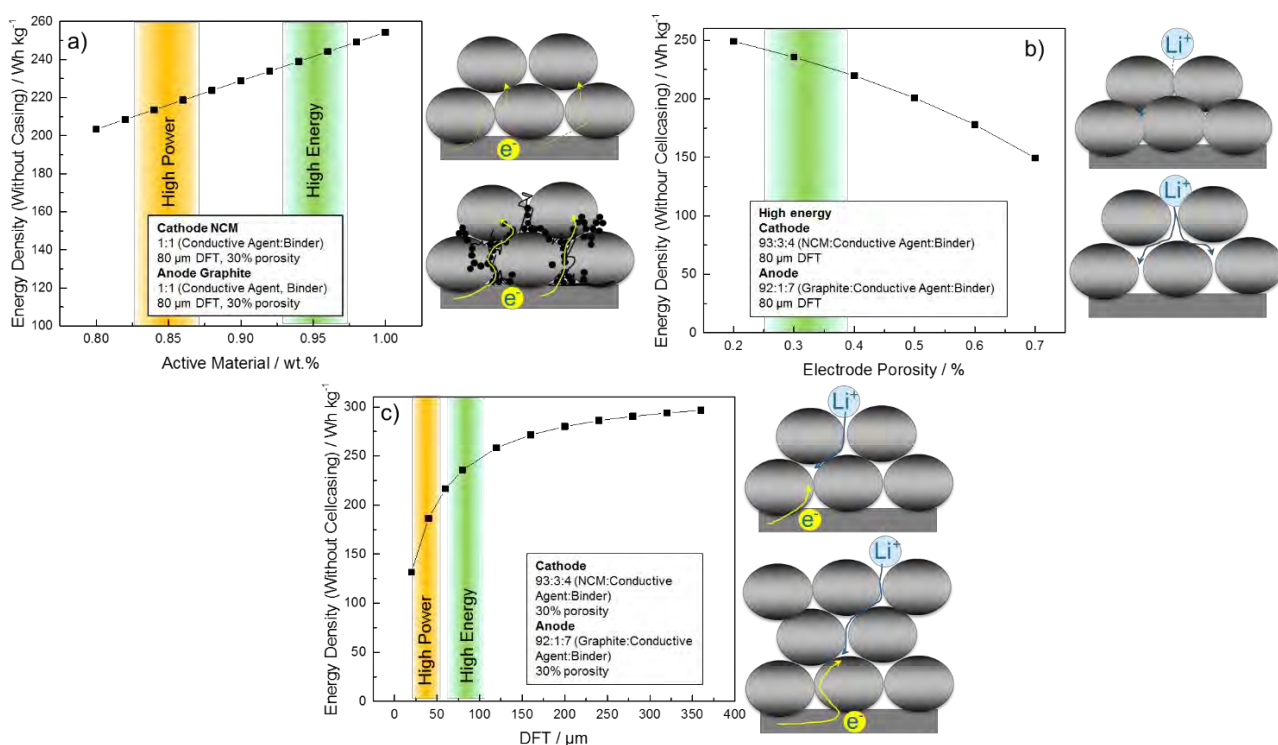 a)
Energy Density (Without Casing) / Wh kg⁻¹
260
240
220
200
180
160
140
120
100
High Power
High Energy
Cathode NCM
1:1 (Conductive Agent:Binder)
80 µm DFT, 30% porosity
Anode Graphite
1:1 (Conductive Agent, Binder)
80 µm DFT, 30% porosity
0.80 0.85 0.90 0.95 1.00
Active Material / wt.%
e-
e-
b)
Energy Density (Withour Cellcasing) / Wh kg⁻¹
250
200
150
100
50
0
High energy
Cathode
93:3:4 (NCM:Conductive Agent:Binder)
80 µm DFT
Anode
92:1:7 (Graphite:Conductive Agent:Binder)
80 µm DFT
0.2 0.3 0.4 0.5 0.6 0.7
Electrode Porosity / %
Li+
Li+
c)
Energy Density (Without Cellcasing) / Wh kg⁻¹
300
250
200
150
100
50
0
High Power
High Energy
Cathode
93:3:4 (NCM:Conductive
Agent:Binder)
30% porosity
Anode
92:1:7 (Graphite:Conductive
Agent:Binder)
30% porosity
0 50 100 150 200 250 300 350 400
DFT / µm
Li+
e-
Li+
e-